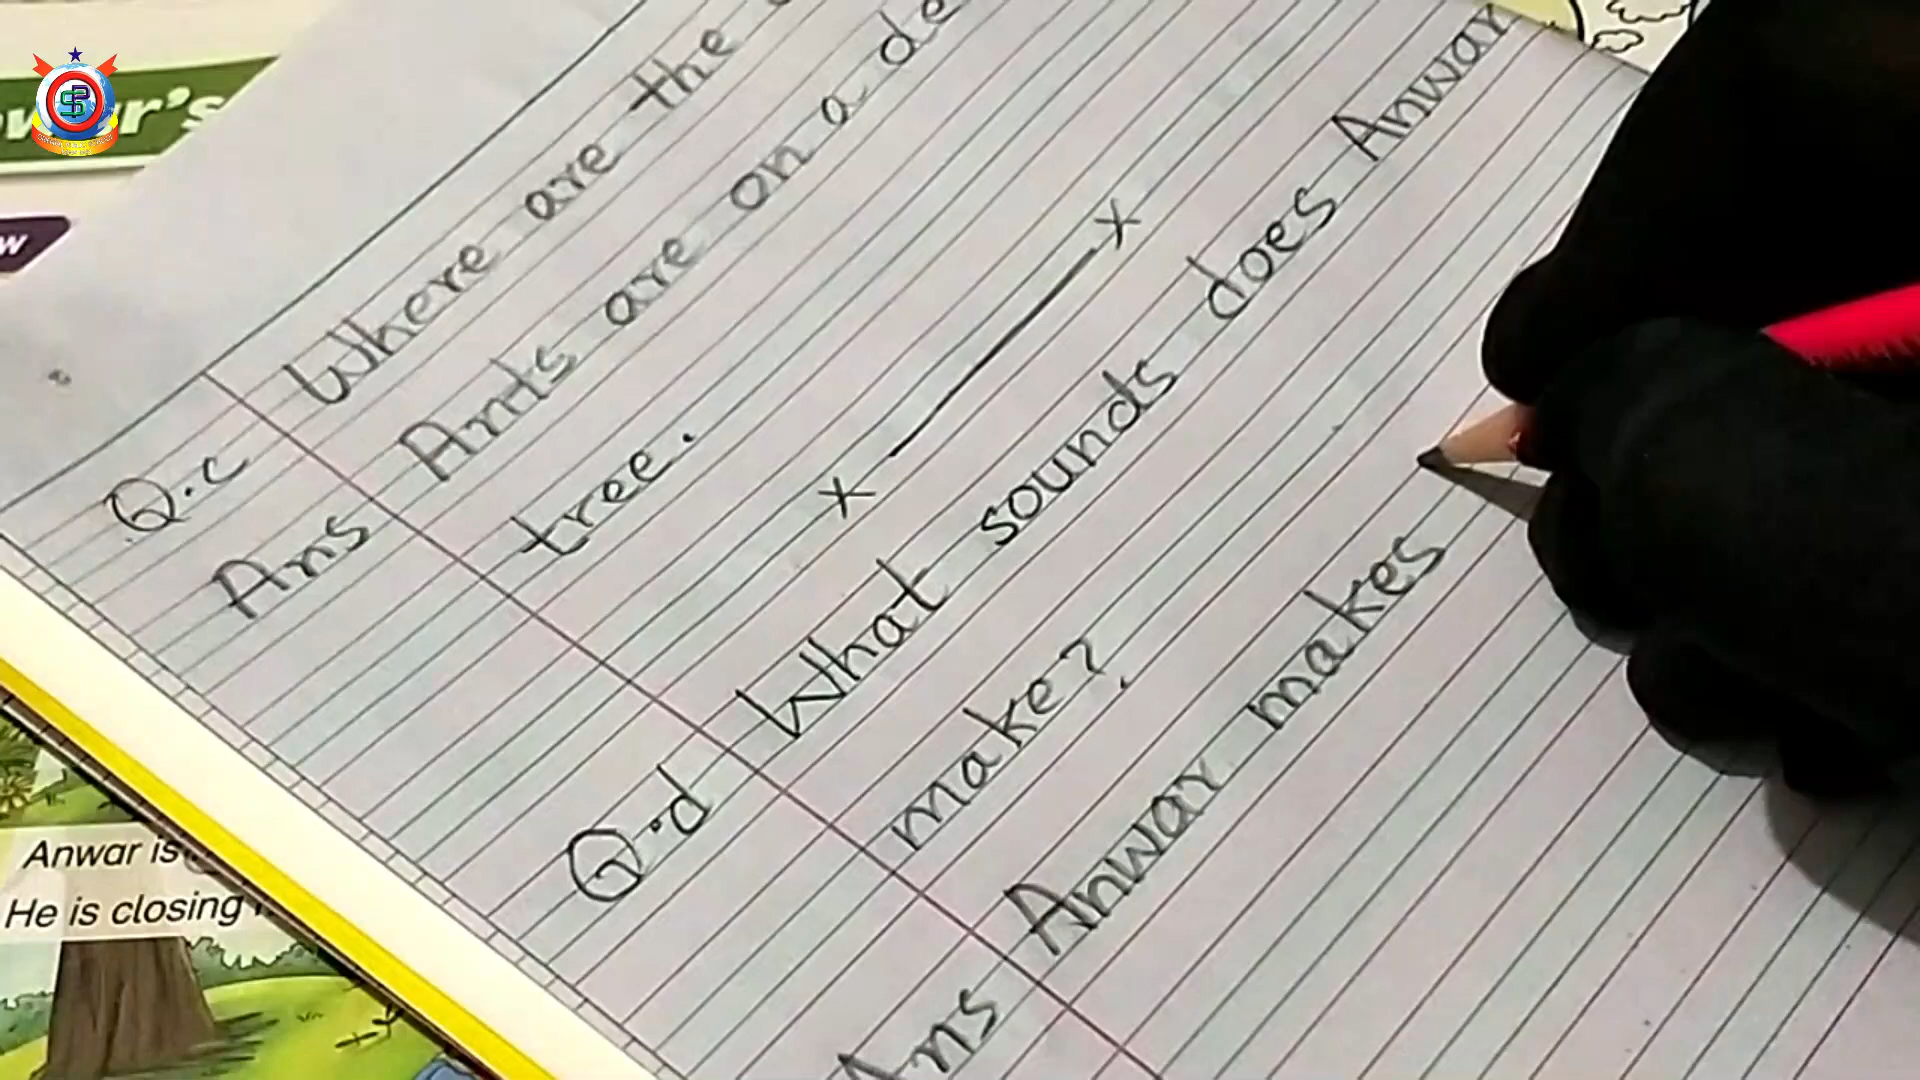 Q.c Where are the
Ans Ants are on a de
tree.
x x
Q.d What sounds does Anwar
make?
Ans Anwar makes
Anwar is
He is closing